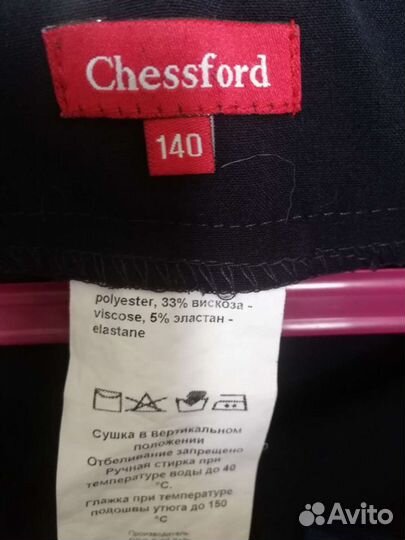 Chessford
140
polyester, 33% вискоза -
viscose, 5% эластан -
elastane
Сушка в вертикальном
положении
Отбеливание запрещено
Ручная стирка при
температуре воды до 40
°C.
Глажка при температуре
подошвы утюга до 150
°C
Производитель
Avito